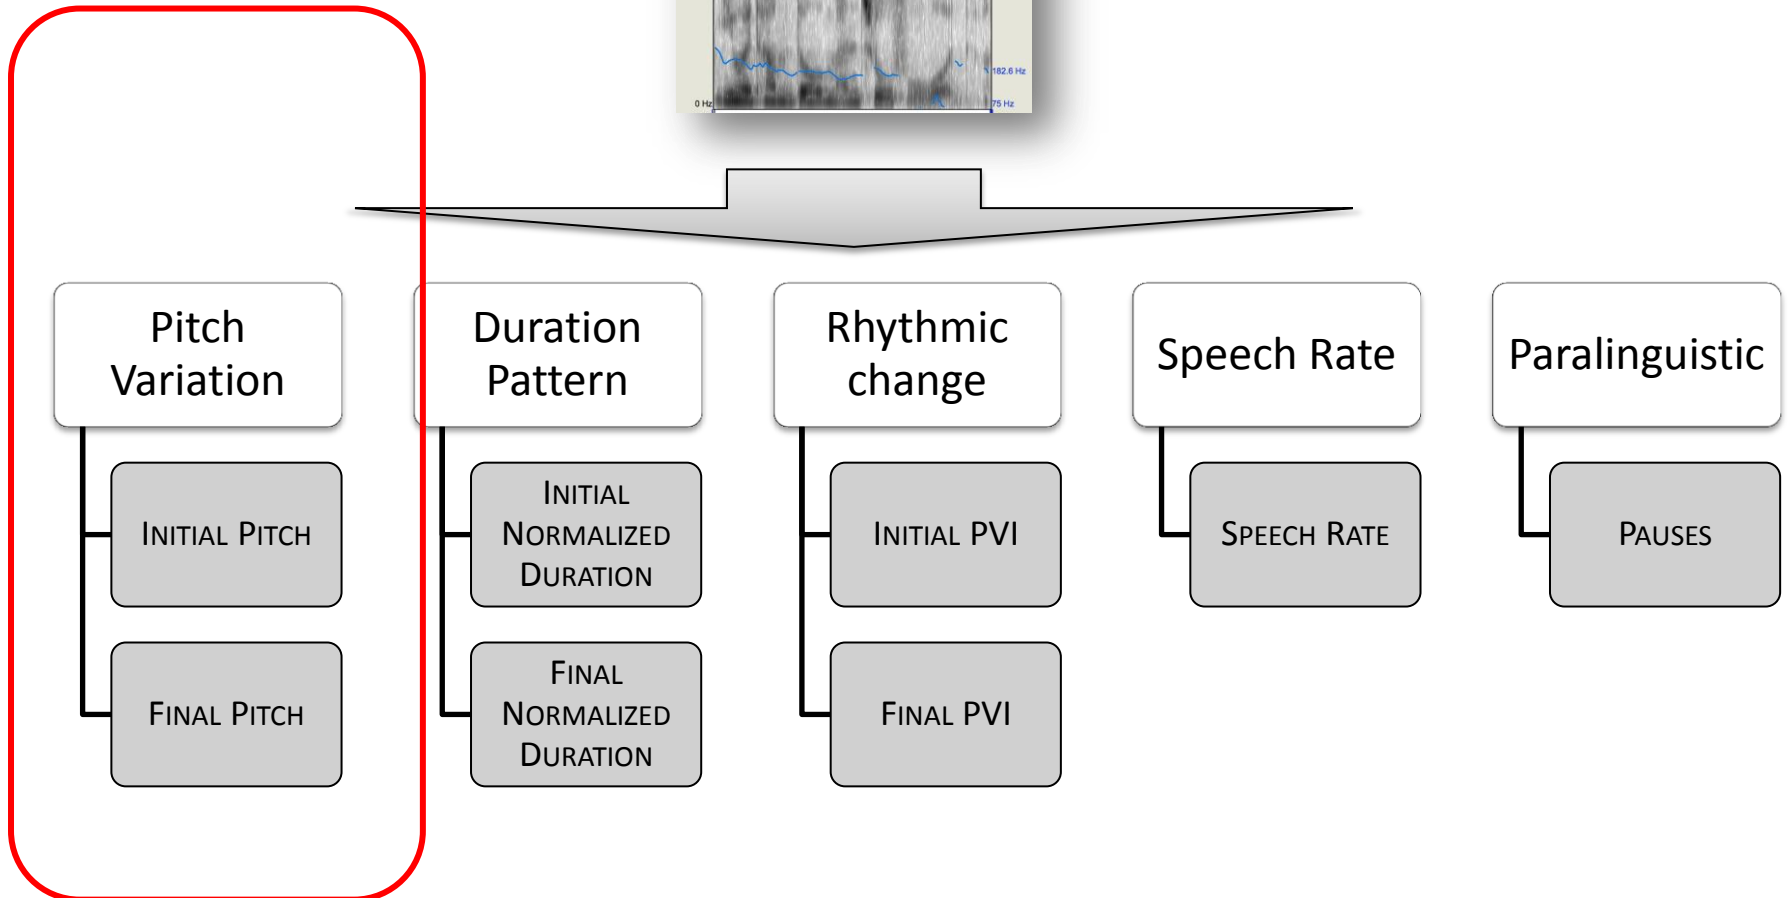 182.6 Hz
0 Hz
75 Hz
Pitch
Variation
Duration
Pattern
Rhythmic
change
Speech Rate
Paralinguistic
INITIAL PITCH
INITIAL
NORMALIZED
DURATION
INITIAL PVI
SPEECH RATE
PAUSES
FINAL PITCH
FINAL
NORMALIZED
DURATION
FINAL PVI